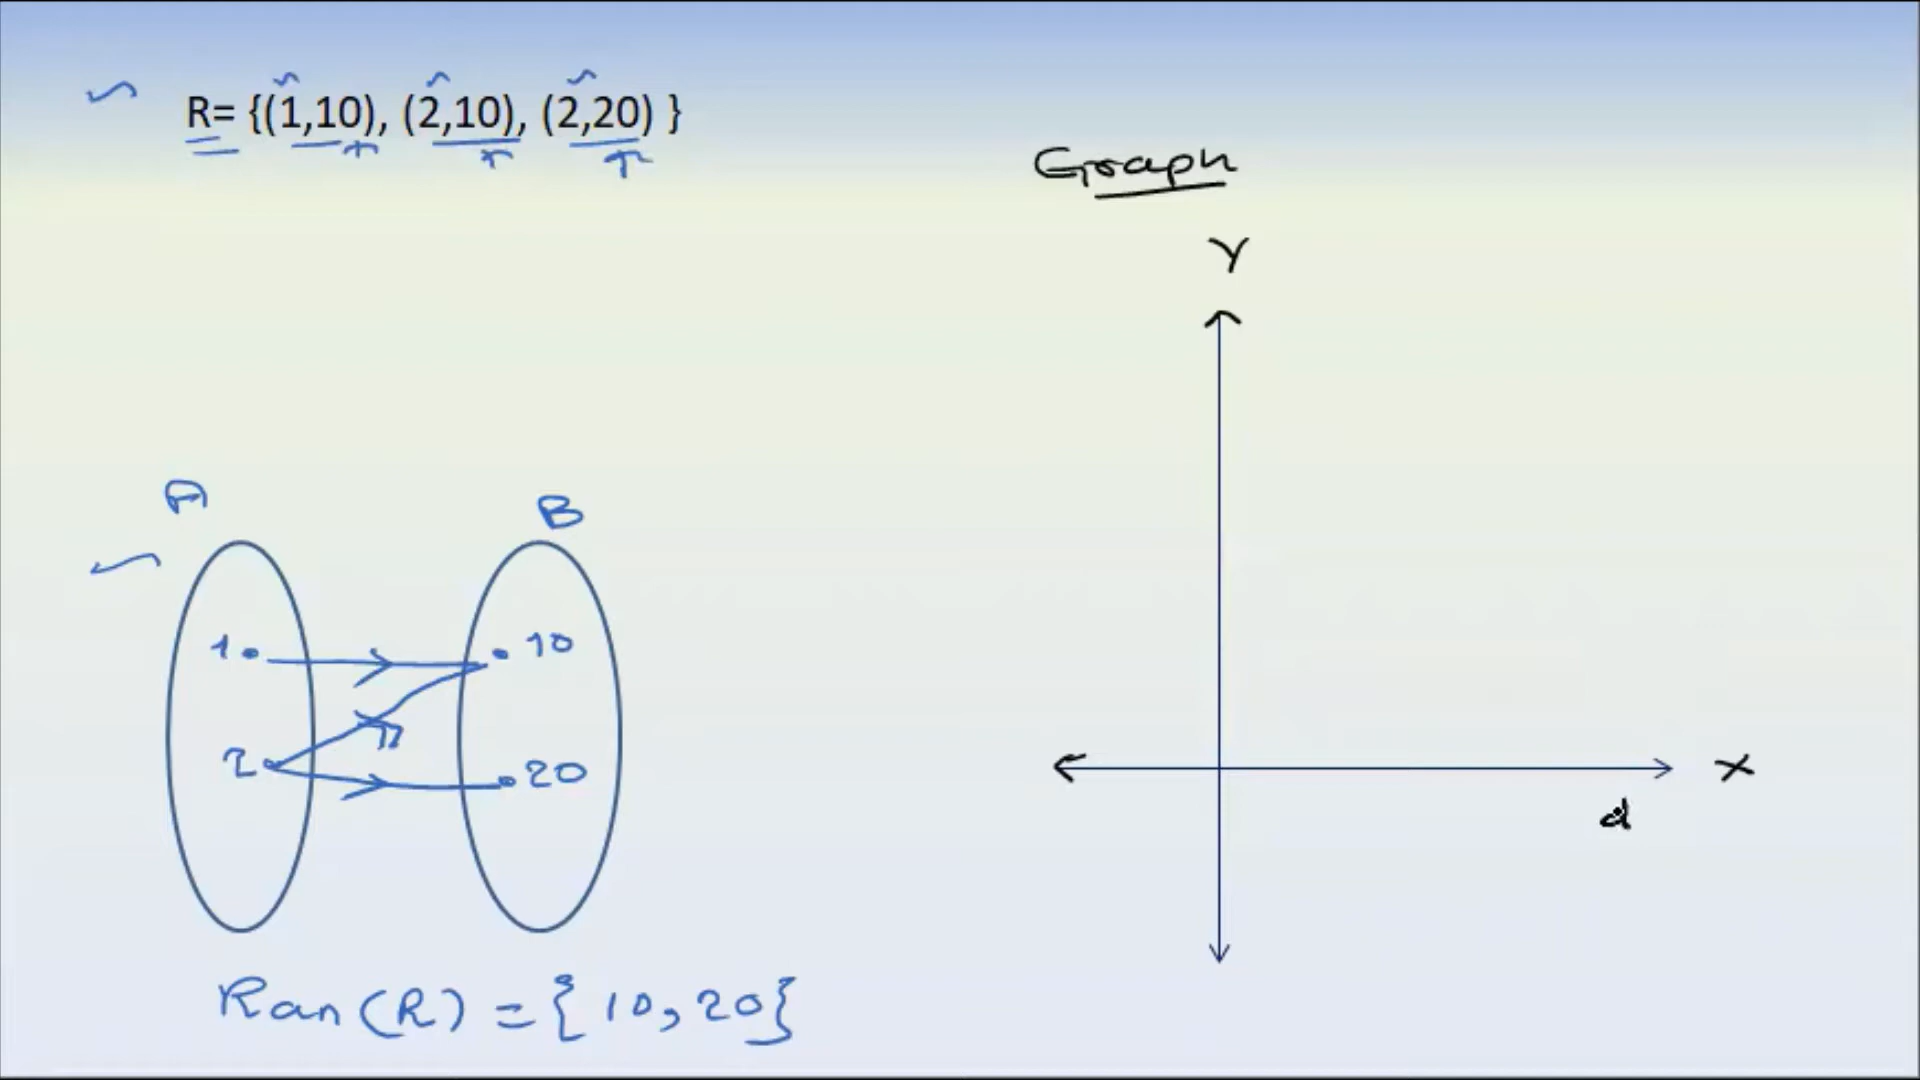 R= {(1,10), (2,10), (2,20) }
Graph
Y
A
B
1 10
2 20
X
d
Ran(R) = {10,20}